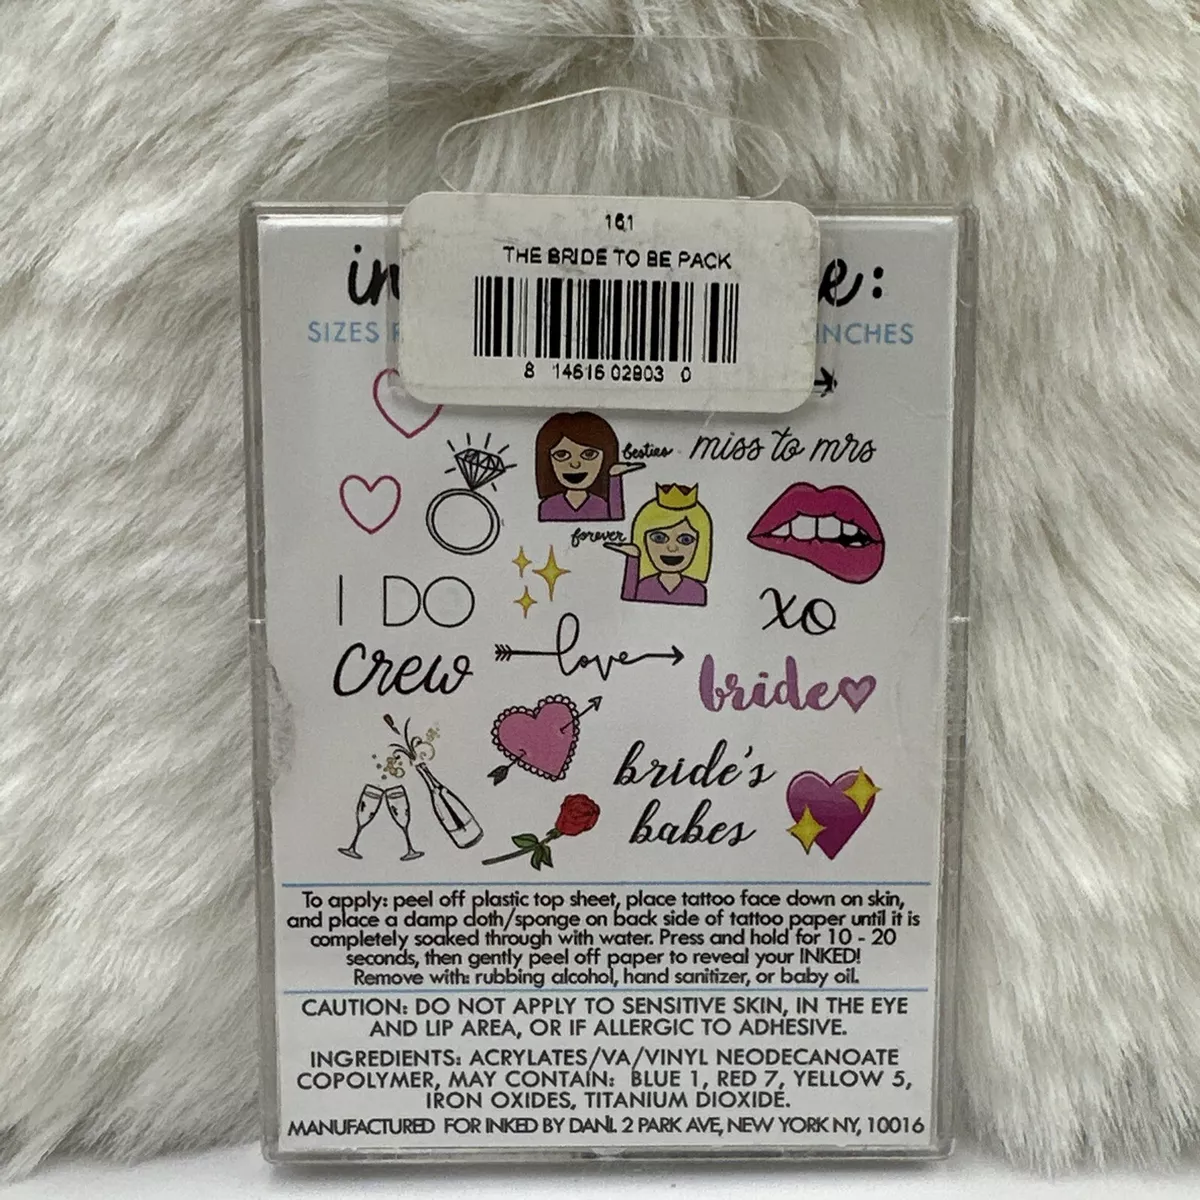 161
THE BRIDE TO BE PACK
8 14616 02803 0
SIZES
INCHES
besties
miss to mrs
forever
I DO
crew
xo
love
bride
bride's
babes
To apply: peel off plastic top sheet, place tattoo face down on skin,
and place a damp cloth/sponge on back side of tattoo paper until it is
completely soaked through with water. Press and hold for 10 - 20
seconds, then gently peel off paper to reveal your INKED!
Remove with: rubbing alcohol, hand sanitizer, or baby oil.
CAUTION: DO NOT APPLY TO SENSITIVE SKIN, IN THE EYE
AND LIP AREA, OR IF ALLERGIC TO ADHESIVE.
INGREDIENTS: ACRYLATES/VA/VINYL NEODECANOATE
COPOLYMER, MAY CONTAIN: BLUE 1, RED 7, YELLOW 5,
IRON OXIDES, TITANIUM DIOXIDE.
MANUFACTURED FOR INKED BY DANI. 2 PARK AVE, NEW YORK NY, 10016